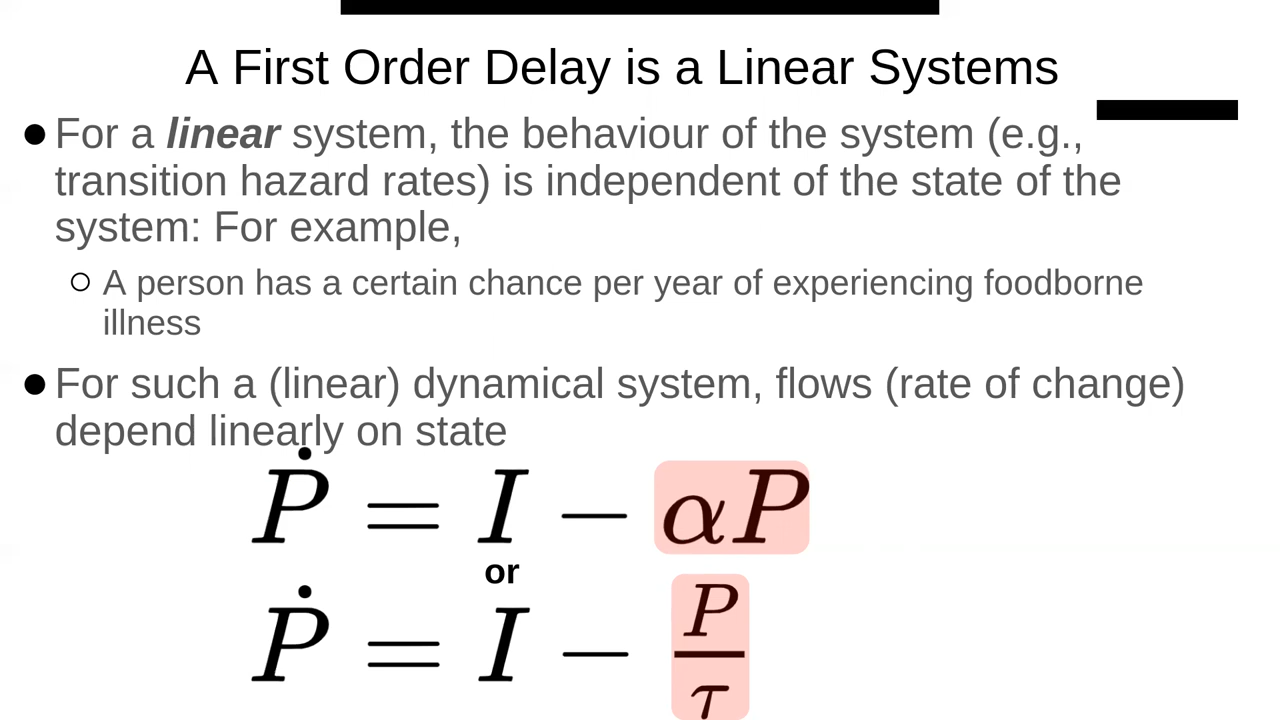 A First Order Delay is a Linear Systems
● For a linear system, the behaviour of the system (e.g.,
transition hazard rates) is independent of the state of the
system: For example,
○ A person has a certain chance per year of experiencing foodborne
illness
● For such a (linear) dynamical system, flows (rate of change)
depend linearly on state
Ṗ = I − αP
or
Ṗ = I − P/τ